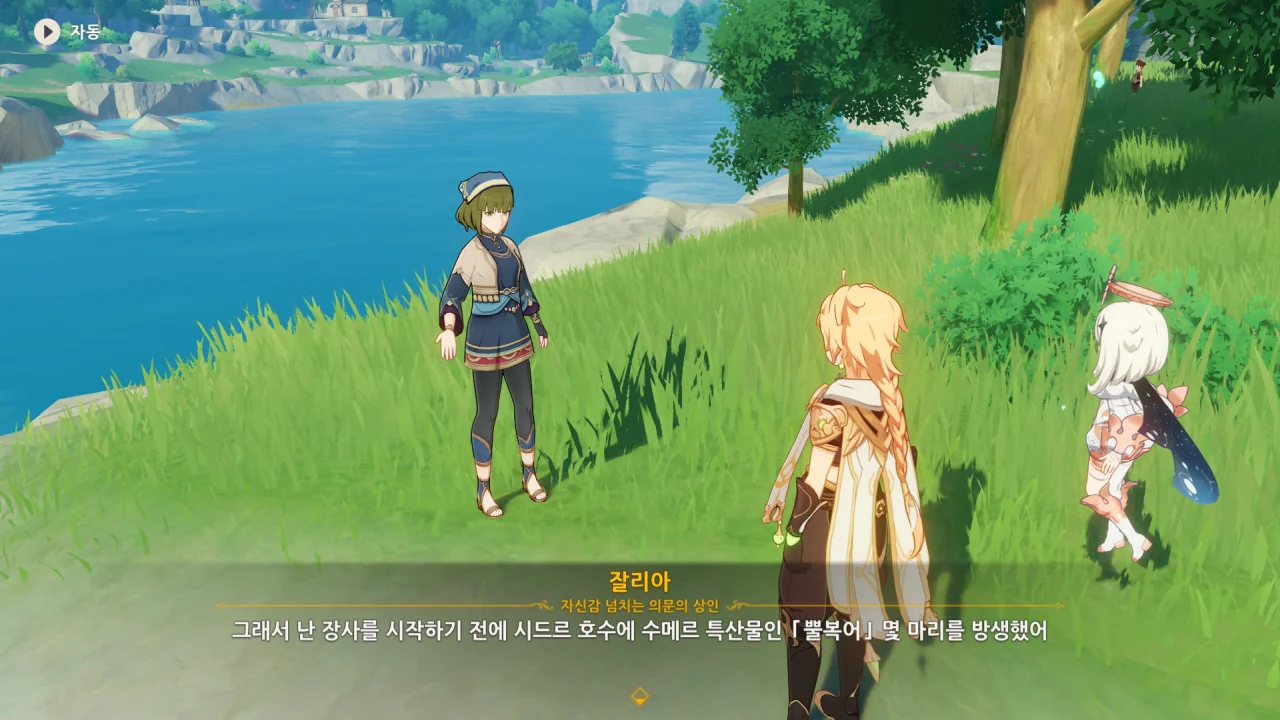 자동
잘리아
자신감 넘치는 의문의 상인
그래서 난 장사를 시작하기 전에 시드르 호수에 수메르 특산물인 「뿔복어」 몇 마리를 방생했어